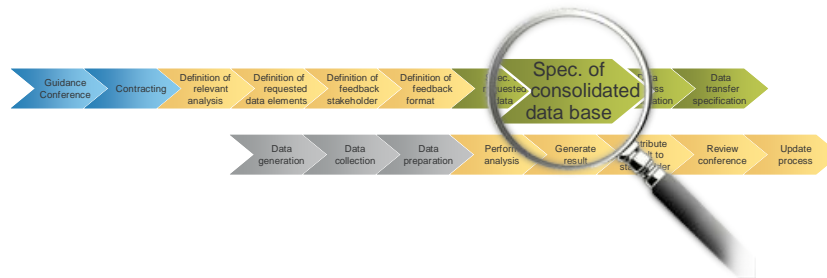 Guidance
Conference
Contracting
Definition of
relevant
analysis
Definition of
requested
data elements
Definition of
feedback
stakeholder
Definition of
feedback
format
Spec. of
consolidated
data base
Data
transfer
specification
Data
generation
Data
collection
Data
preparation
Perform
analysis
Generate
result
Review
conference
Update
process